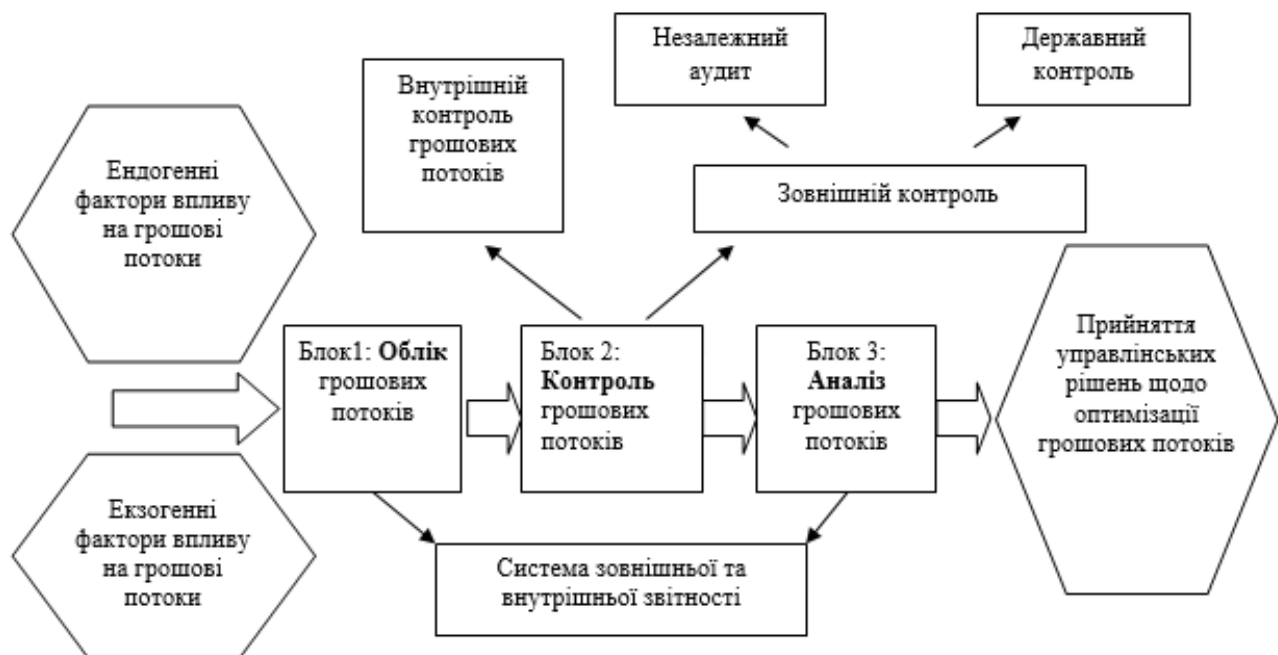 Незалежний
аудит
Державний
контроль
Внутрішній
контроль
грошових
потоків
Зовнішній контроль
Ендогенні
фактори впливу
на грошові
потоки
Блок1: Облік
грошових
потоків
Блок 2:
Контроль
грошових
потоків
Блок 3:
Аналіз
грошових
потоків
Прийняття
управлінських
рішень щодо
оптимізації
грошових потоків
Екзогенні
фактори впливу
на грошові
потоки
Система зовнішньої та
внутрішньої звітності